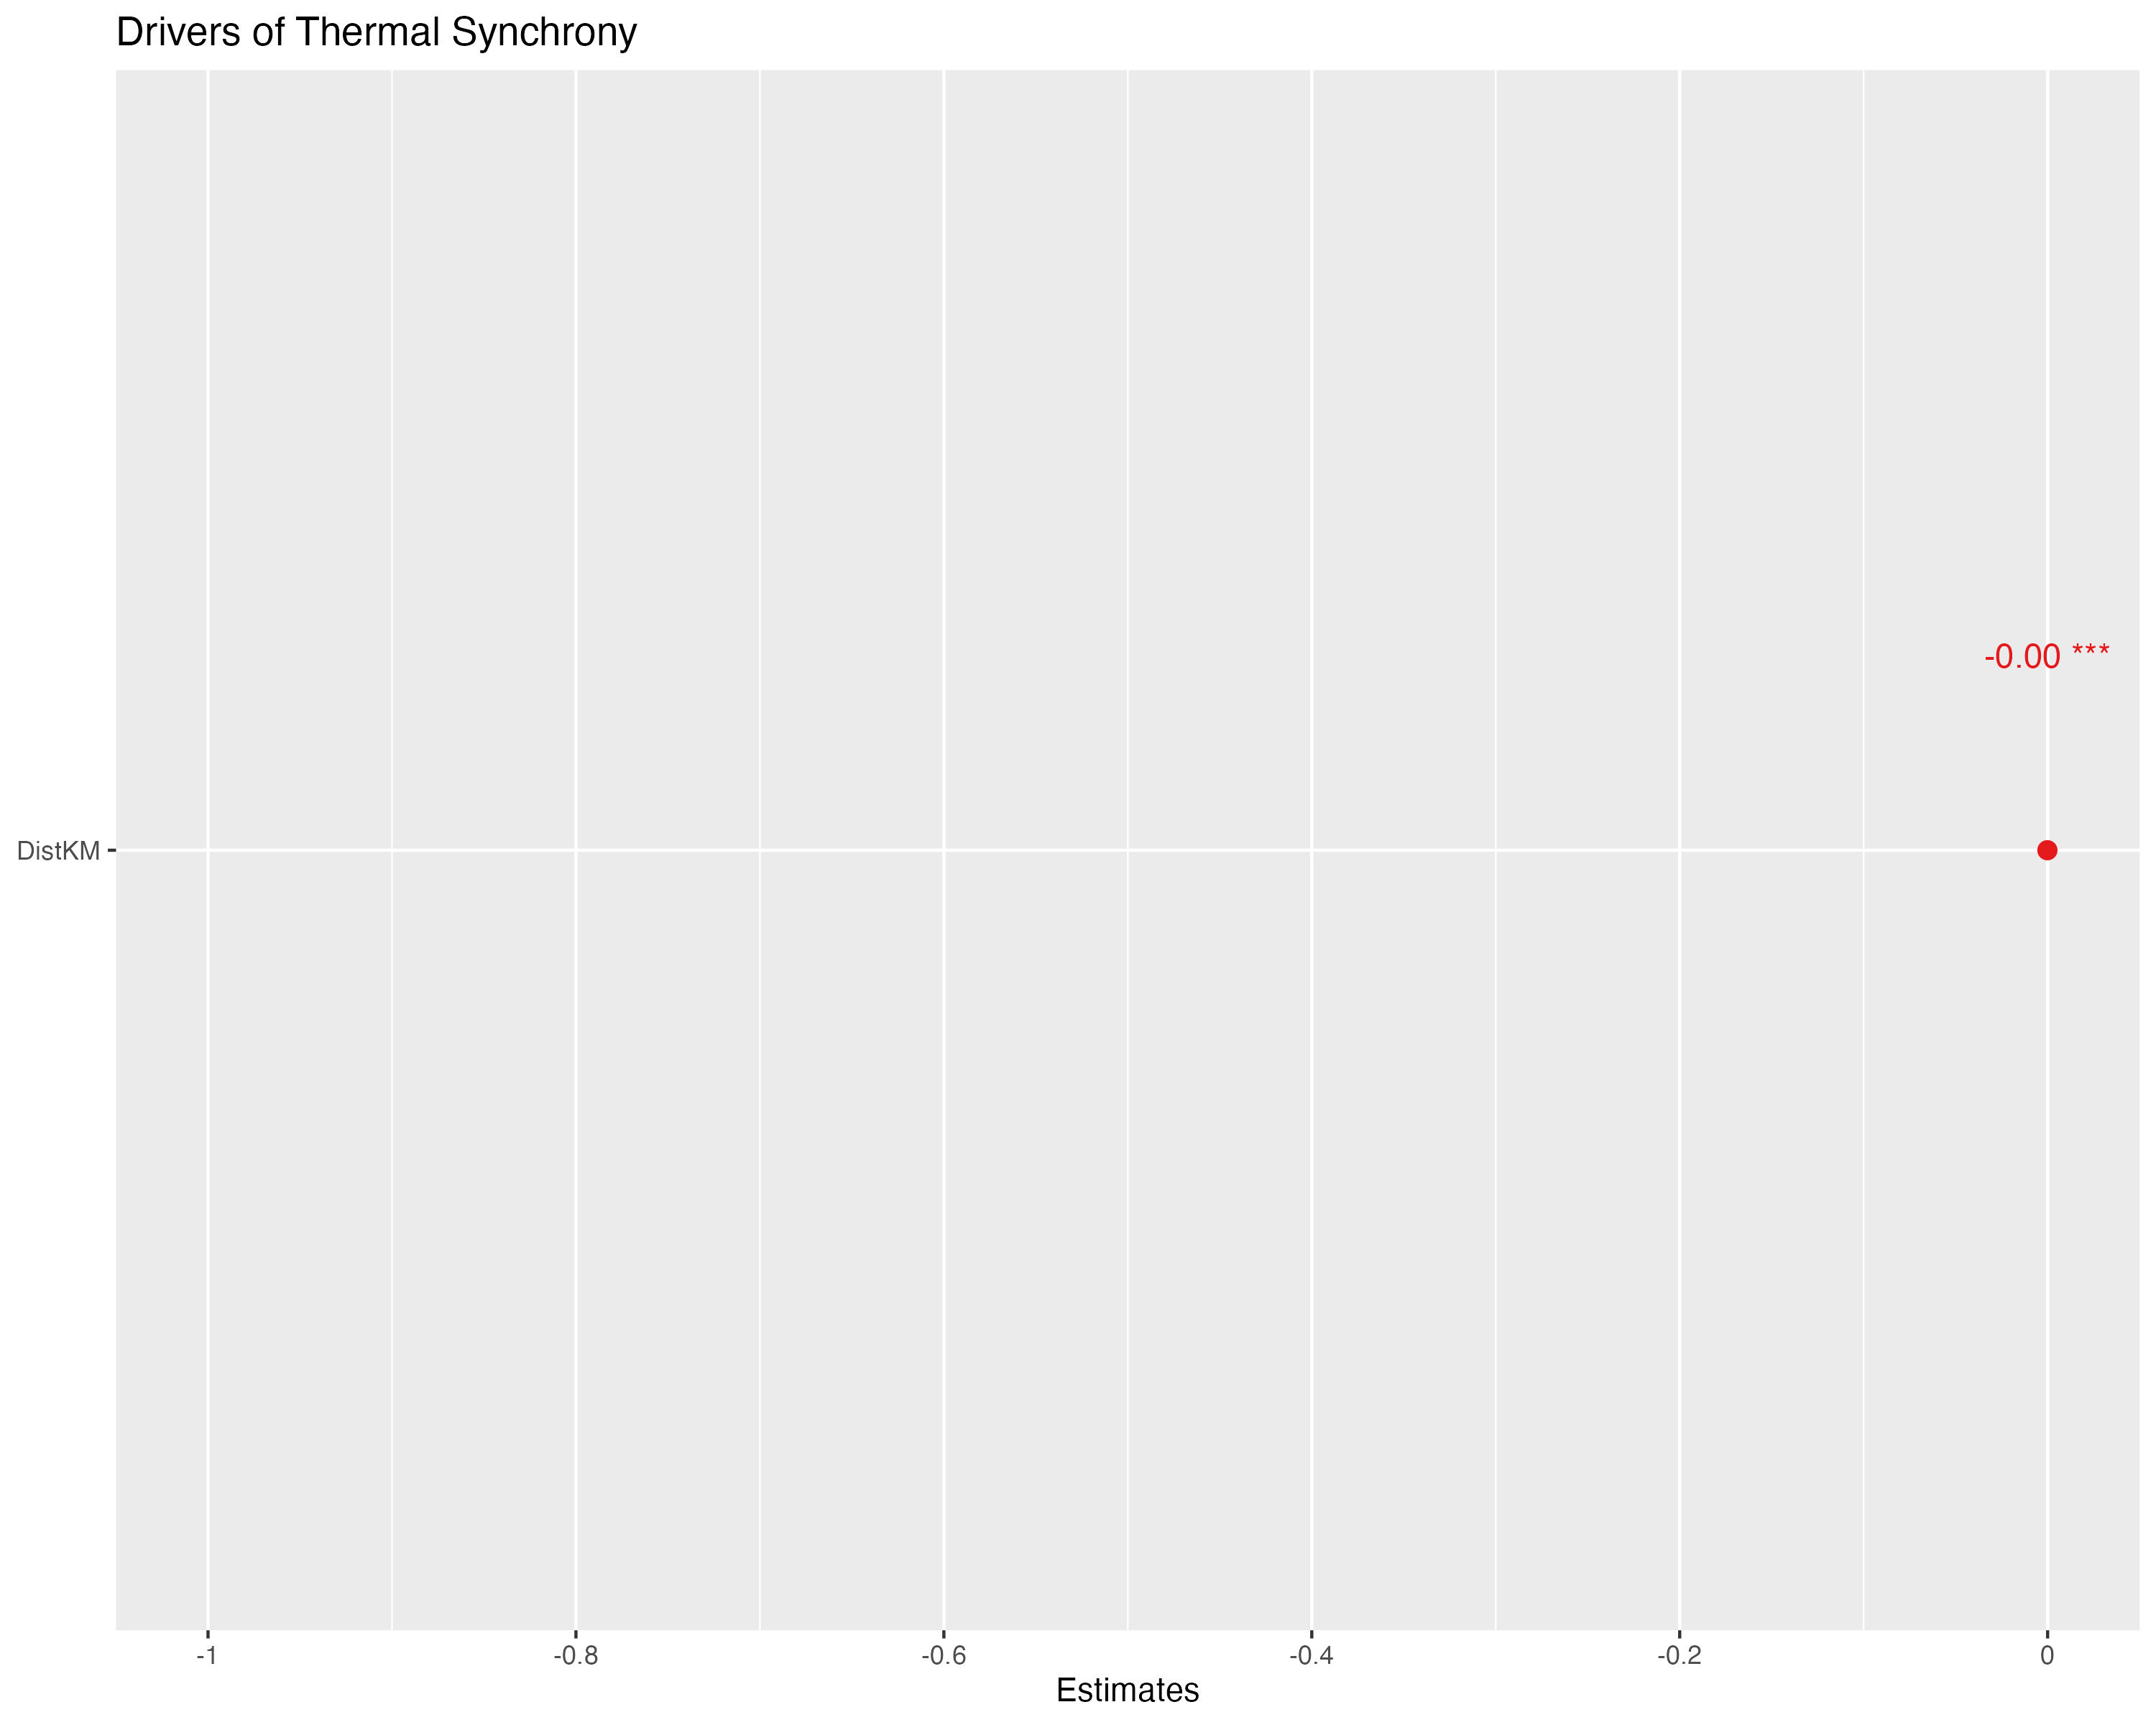 Drivers of Thermal Synchrony
-0.00 ***
DistKM
-1 -0.8 -0.6 -0.4 -0.2 0
Estimates